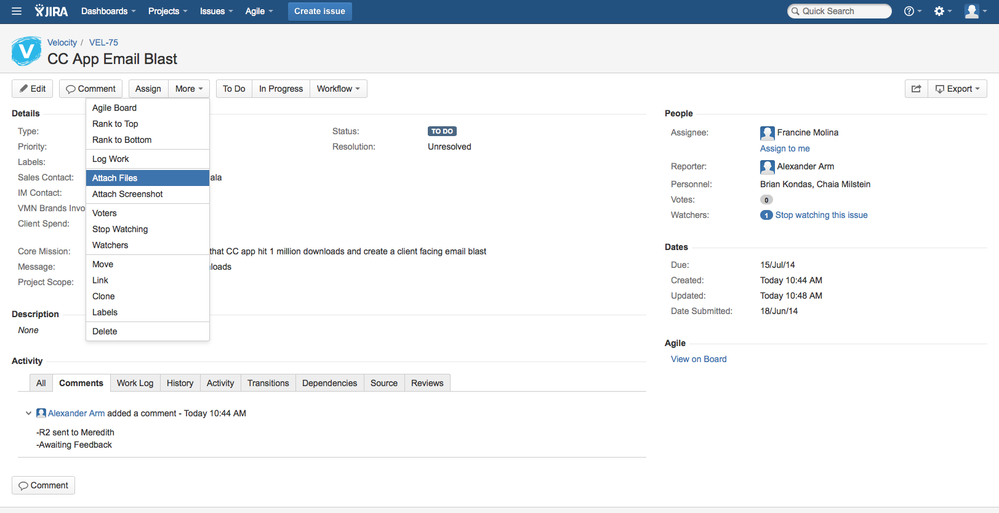 JIRA Dashboards Projects Issues Agile Create issue Quick Search
V
Velocity / VEL-75
CC App Email Blast
Edit Comment Assign More To Do In Progress Workflow Export
Details
Type:
Priority:
Labels:
Sales Contact: ala
IM Contact:
VMN Brands Invo
Client Spend:
Status: TO DO
Resolution: Unresolved
Core Mission: that CC app hit 1 million downloads and create a client facing email blast
Message: loads
Project Scope:
Agile Board
Rank to Top
Rank to Bottom
Log Work
Attach Files
Attach Screenshot
Voters
Stop Watching
Watchers
Move
Link
Clone
Labels
Delete
Description
None
Activity
All Comments Work Log History Activity Transitions Dependencies Source Reviews
Alexander Arm added a comment - Today 10:44 AM
-R2 sent to Meredith
-Awaiting Feedback
Comment
People
Assignee: Francine Molina
Assign to me
Reporter: Alexander Arm
Personnel: Brian Kondas, Chaia Milstein
Votes: 0
Watchers: 1 Stop watching this issue
Dates
Due: 15/Jul/14
Created: Today 10:44 AM
Updated: Today 10:48 AM
Date Submitted: 18/Jun/14
Agile
View on Board